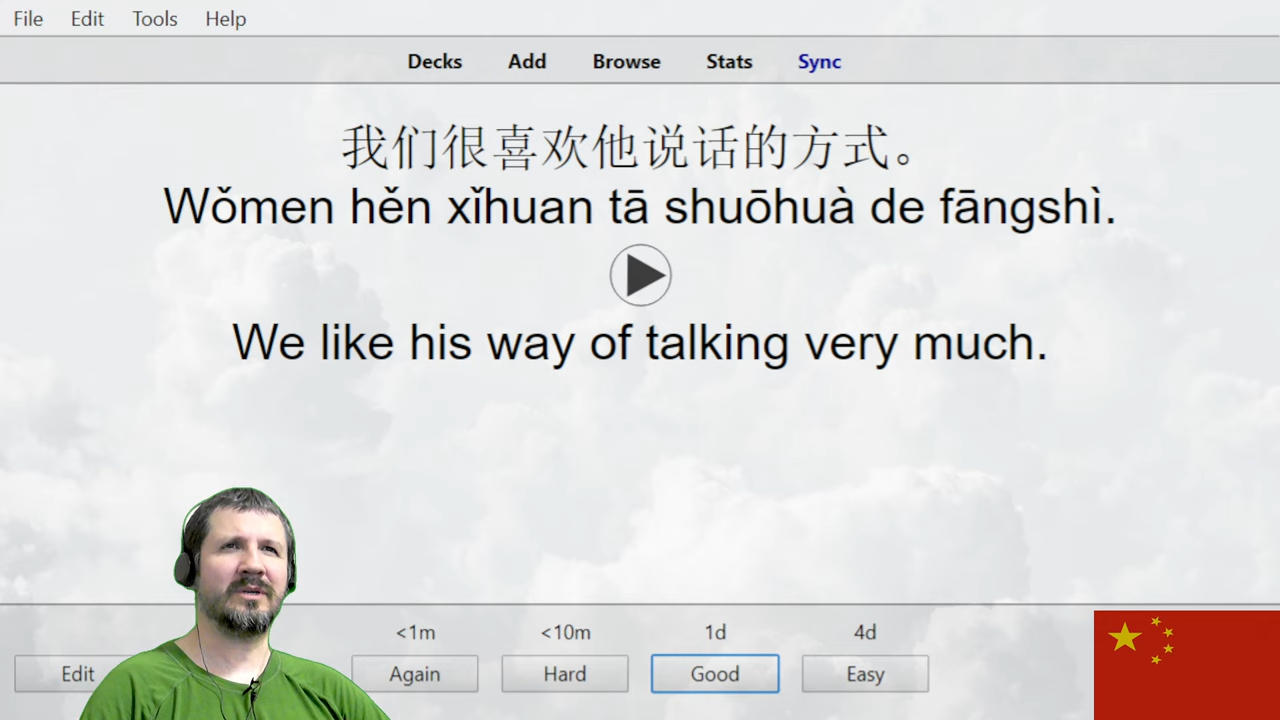 File Edit Tools Help
Decks Add Browse Stats Sync
我们很喜欢他说话的方式。
Wǒmen hěn xǐhuan tā shuōhuà de fāngshì.
We like his way of talking very much.
<1m <10m 1d 4d
Edit Again Hard Good Easy